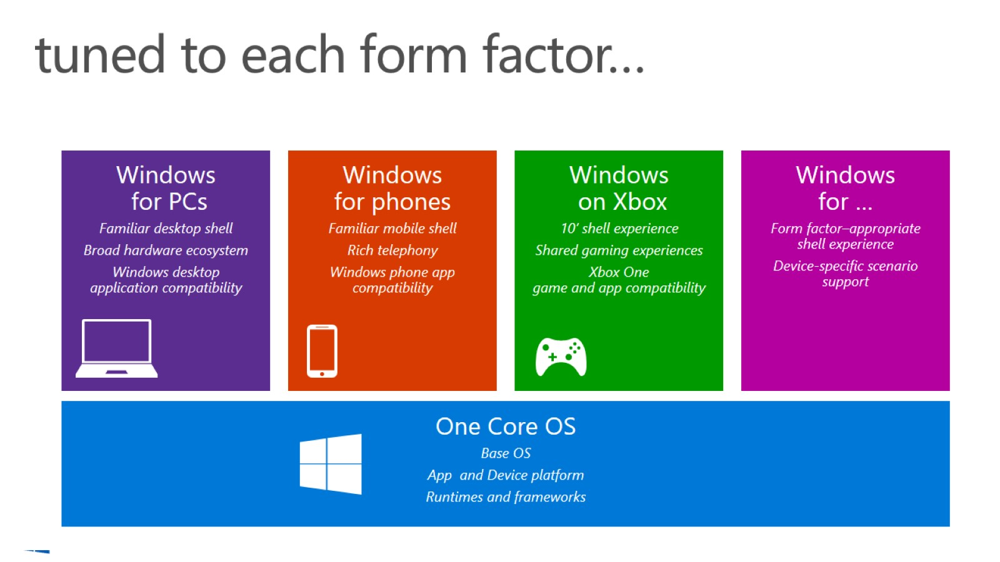 tuned to each form factor...
Windows
for PCs
Familiar desktop shell
Broad hardware ecosystem
Windows desktop
application compatibility
Windows
for phones
Familiar mobile shell
Rich telephony
Windows phone app
compatibility
Windows
on Xbox
10’ shell experience
Shared gaming experiences
Xbox One
game and app compatibility
Windows
for ...
Form factor–appropriate
shell experience
Device-specific scenario
support
One Core OS
Base OS
App  and Device platform
Runtimes and frameworks